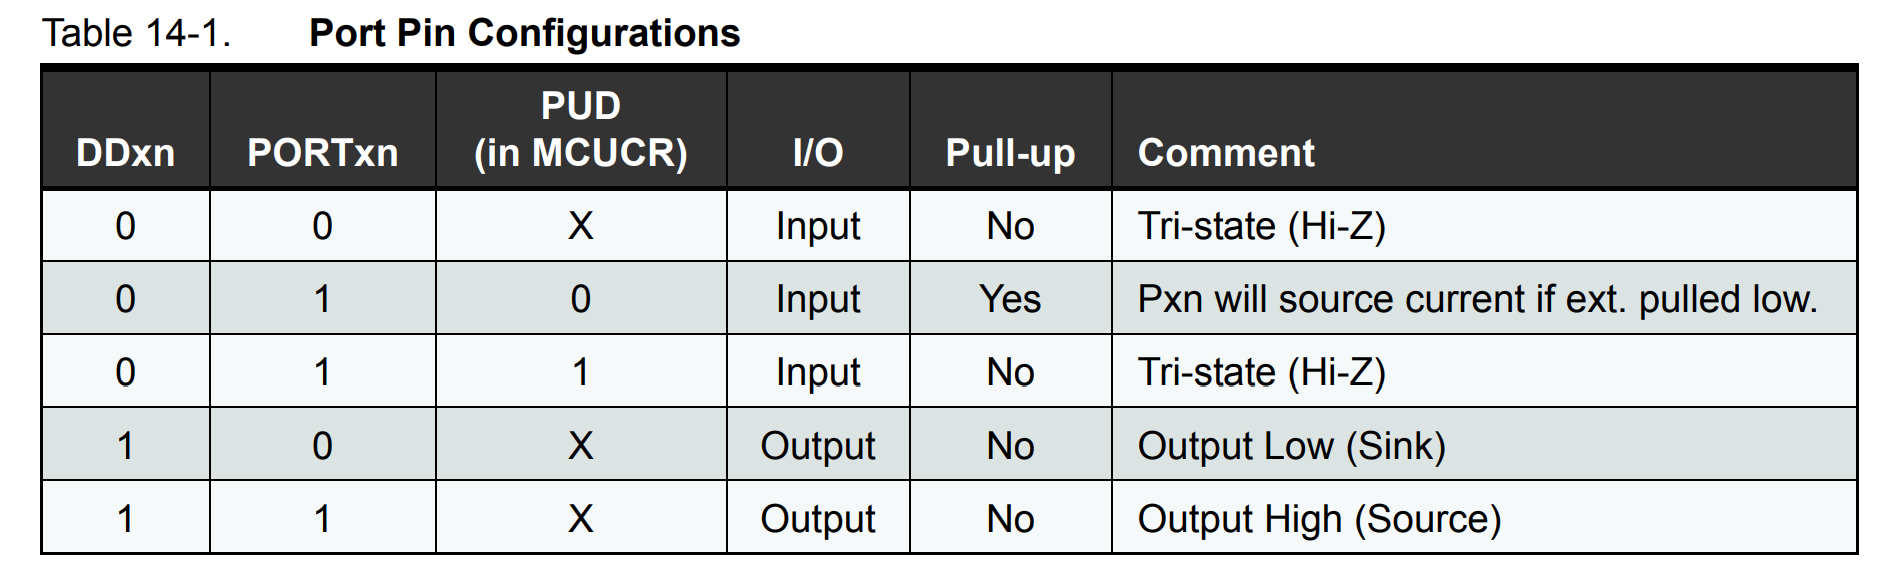 Table 14-1. Port Pin Configurations
DDxn PORTxn PUD (in MCUCR) I/O Pull-up Comment
0 0 X Input No Tri-state (Hi-Z)
0 1 0 Input Yes Pxn will source current if ext. pulled low.
0 1 1 Input No Tri-state (Hi-Z)
1 0 X Output No Output Low (Sink)
1 1 X Output No Output High (Source)